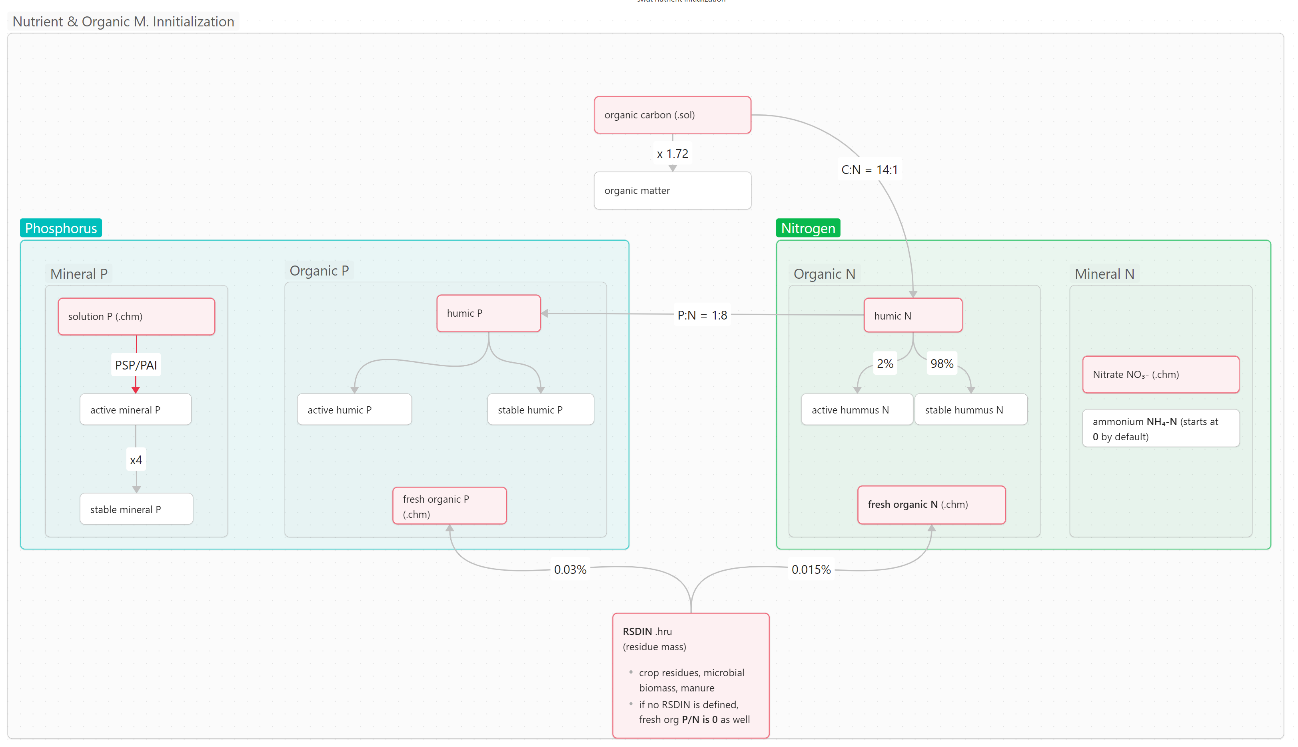 Nutrient & Organic M. Innitialization
organic carbon (.sol)
x 1.72
C:N = 14:1
organic matter
Phosphorus
Nitrogen
Mineral P
Organic P
Organic N
Mineral N
solution P (.chm)
humic P
P:N = 1:8
humic N
PSP/PAI
2%
98%
Nitrate NO₃- (.chm)
active mineral P
active humic P
stable humic P
active hummus N
stable hummus N
ammonium NH₄-N (starts at
0 by default)
x4
stable mineral P
fresh organic P
(.chm)
fresh organic N (.chm)
0.03%
0.015%
RSDIN .hru
(residue mass)
• crop residues, microbial
biomass, manure
• if no RSDIN is defined,
fresh org P/N is 0 as well